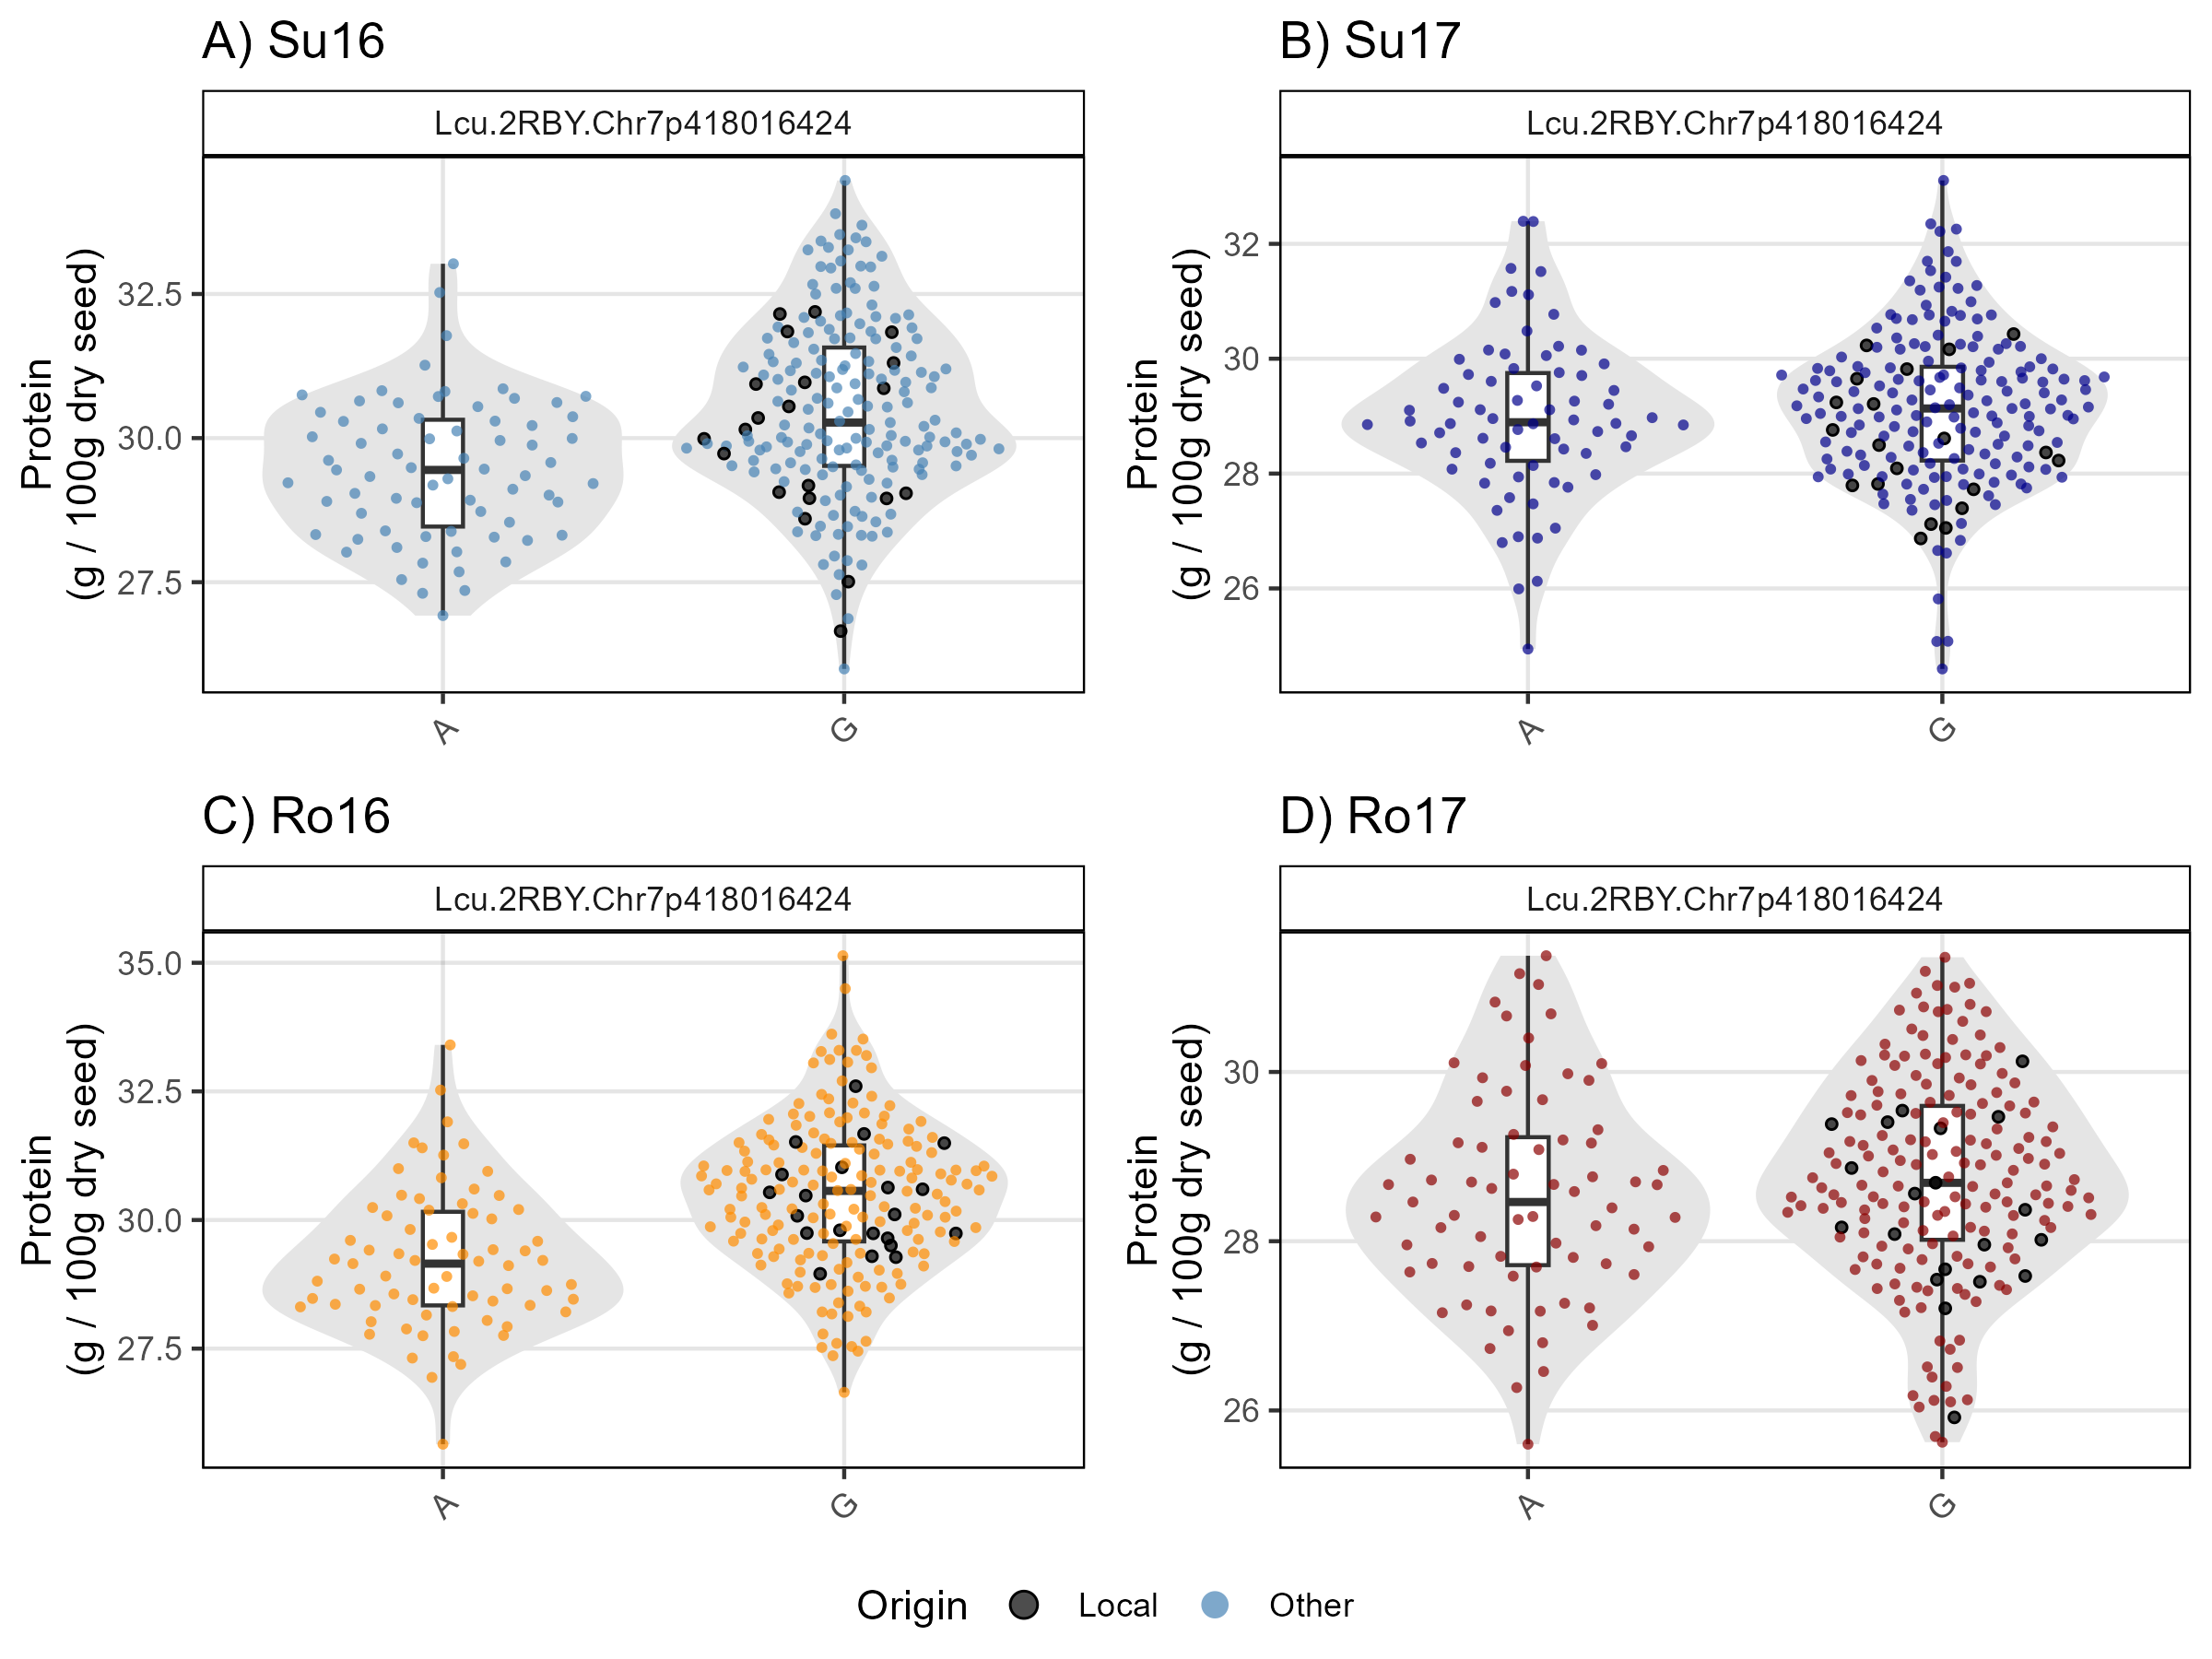 A) Su16
Lcu.2RBY.Chr7p418016424
Protein
(g / 100g dry seed)
32.5
30.0
27.5
A
G
B) Su17
Lcu.2RBY.Chr7p418016424
Protein
(g / 100g dry seed)
32
30
28
26
A
G
C) Ro16
Lcu.2RBY.Chr7p418016424
Protein
(g / 100g dry seed)
35.0
32.5
30.0
27.5
A
G
D) Ro17
Lcu.2RBY.Chr7p418016424
Protein
(g / 100g dry seed)
30
28
26
A
G
Origin Local Other